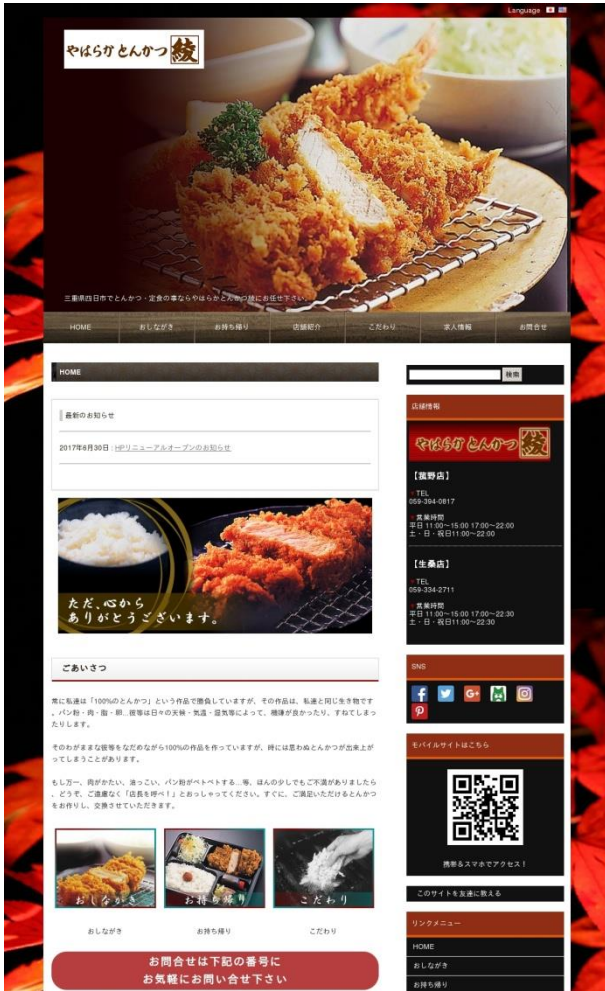 Language
やはらかとんかつ 綾
三重県四日市でとんかつ・定食の事ならやはらかとんかつ綾にお任せ下さい。
HOME
おしながき
お持ち帰り
店舗紹介
こだわり
求人情報
お問合せ
HOME
最新のお知らせ
2017年6月30日 : HPリニューアルオープンのお知らせ
ただ、心から
ありがとうございます。
ごあいさつ
常に私達は「100%のとんかつ」という作品で勝負していますが、その作品は、私達と同じ生き物です
。パン粉・肉・脂・卵…彼等は日々の天候・気温・湿気等によって、機嫌が良かったり、すねてしまっ
たりします。
そのわがままな彼等をなだめながら100%の作品を作っていますが、時には思わぬとんかつが出来上が
ってしまうことがあります。
もし万一、肉がかたい、油っこい、パン粉がベトベトする…等、ほんの少しでもご不満がありましたら
、どうぞ、ご遠慮なく「店長を呼べ！」とおっしゃってください。すぐに、ご満足いただけるとんかつ
をお作りし、交換させていただきます。
おしながき
お持ち帰り
こだわり
おしながき
お持ち帰り
こだわり
お問合せは下記の番号に
お気軽にお問い合せ下さい
検索
店舗情報
やはらかとんかつ 綾
【菰野店】
TEL
059-394-0817
営業時間
平日 11:00～15:00 17:00～22:00
土・日・祝日11:00～22:00
【生桑店】
TEL
059-334-2711
営業時間
平日 11:00～15:00 17:00～22:30
土・日・祝日11:00～22:30
SNS
モバイルサイトはこちら
携帯&スマホでアクセス！
このサイトを友達に教える
リンクメニュー
HOME
おしながき
お持ち帰り